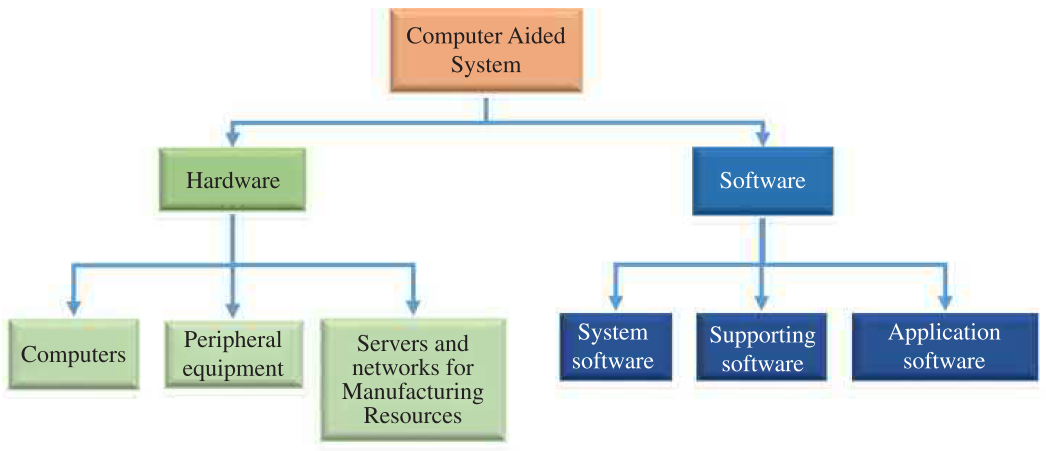 Computer Aided
System
Hardware
Software
Computers
Peripheral
equipment
Servers and
networks for
Manufacturing
Resources
System
software
Supporting
software
Application
software